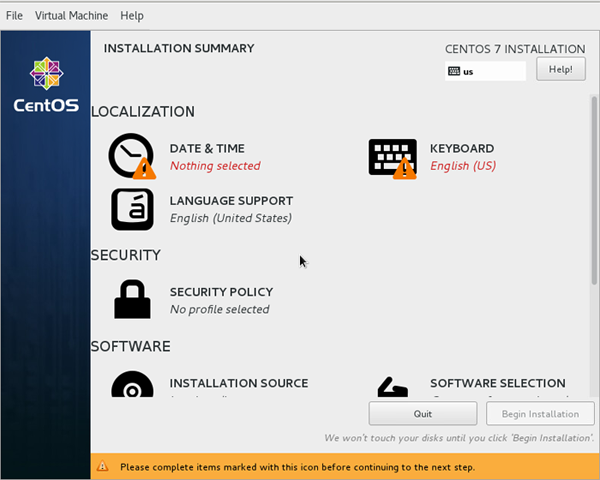 File Virtual Machine Help
INSTALLATION SUMMARY
CENTOS 7 INSTALLATION
us
Help!
CentOS
LOCALIZATION
DATE & TIME
Nothing selected
KEYBOARD
English (US)
LANGUAGE SUPPORT
English (United States)
SECURITY
SECURITY POLICY
No profile selected
SOFTWARE
INSTALLATION SOURCE
SOFTWARE SELECTION
Quit
Begin Installation
We won't touch your disks until you click 'Begin Installation'.
Please complete items marked with this icon before continuing to the next step.